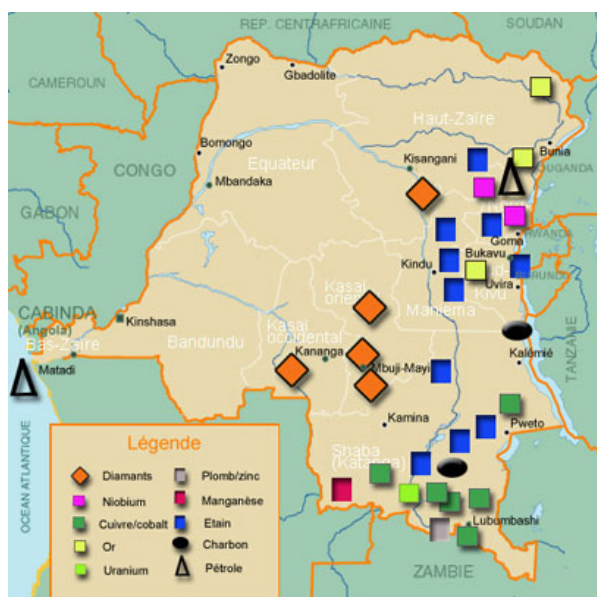 REP. CENTRAFRICAINE
SOUDAN
CAMEROUN
Zongo
Gbadolite
Haut-Zaire
Bunia
Bomongo
CONGO
Equateur
Kisangani
OUGANDA
Mbandaka
GABON
Goma
RWANDA
Bukavu
Kindu
BURUNDI
Uvira
Kivu
Maniema
Kasai
orien
CABINDA
(Angola)
Kinshasa
Kasai
occidental
Bas-Zaire
Bandundu
Kananga
Mbuji-Mayi
Kalémié
TANZANIE
Matadi
Kamina
Pweto
OCEAN ATLANTIQUE
Shaba
(Katanga)
Lubumbashi
ZAMBIE
Légende
Diamants
Plomb/zinc
Niobium
Manganèse
Cuivre/cobalt
Etain
Or
Charbon
Uranium
Pétrole